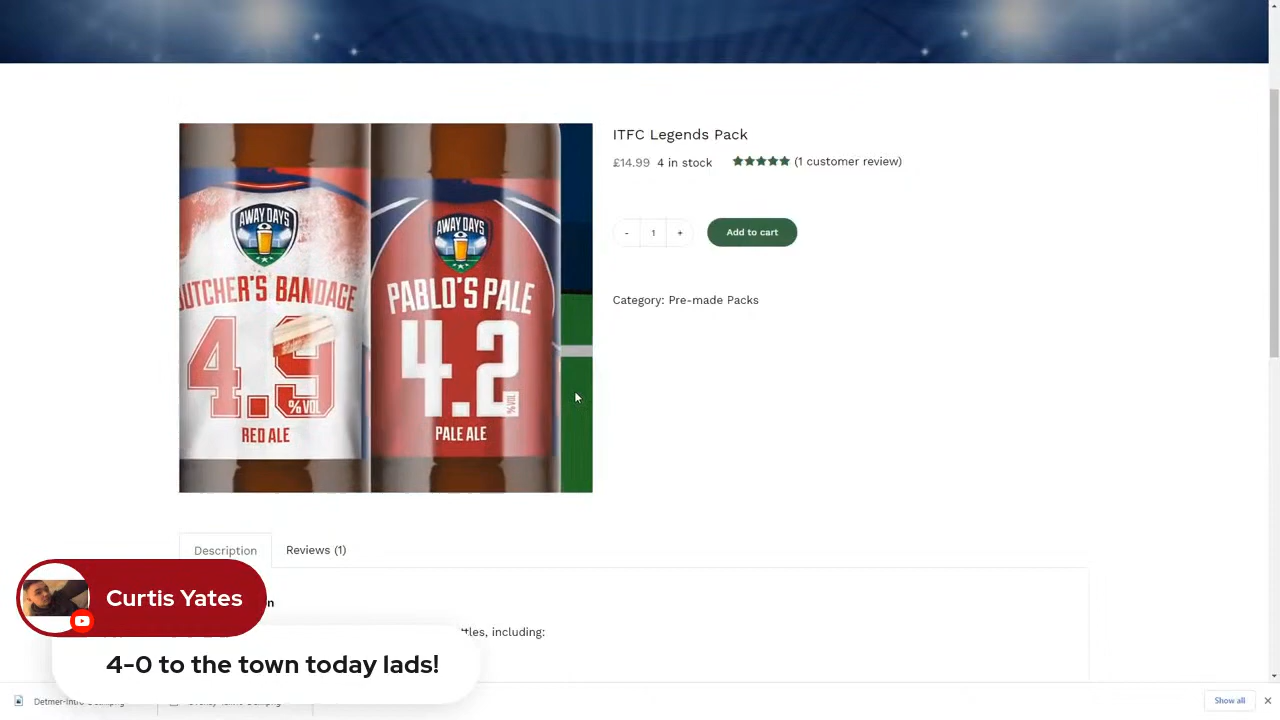 ITFC Legends Pack
£14.99 4 in stock (1 customer review)
AWAY DAYS
UTCHER'S BANDAGE
4.9
%VOL
RED ALE
AWAY DAYS
PABLO'S PALE
4.2
%VOL
PALE ALE
- 1 + Add to cart
Category: Pre-made Packs
Description Reviews (1)
Curtis Yates
including:
4-0 to the town today lads!
Show all